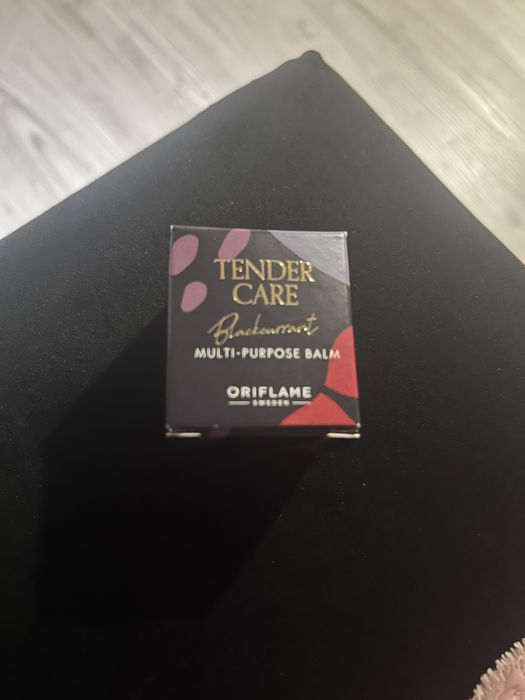 TENDER
CARE
Blackcurrant
MULTI-PURPOSE BALM
ORIFLAME
SWEDEN